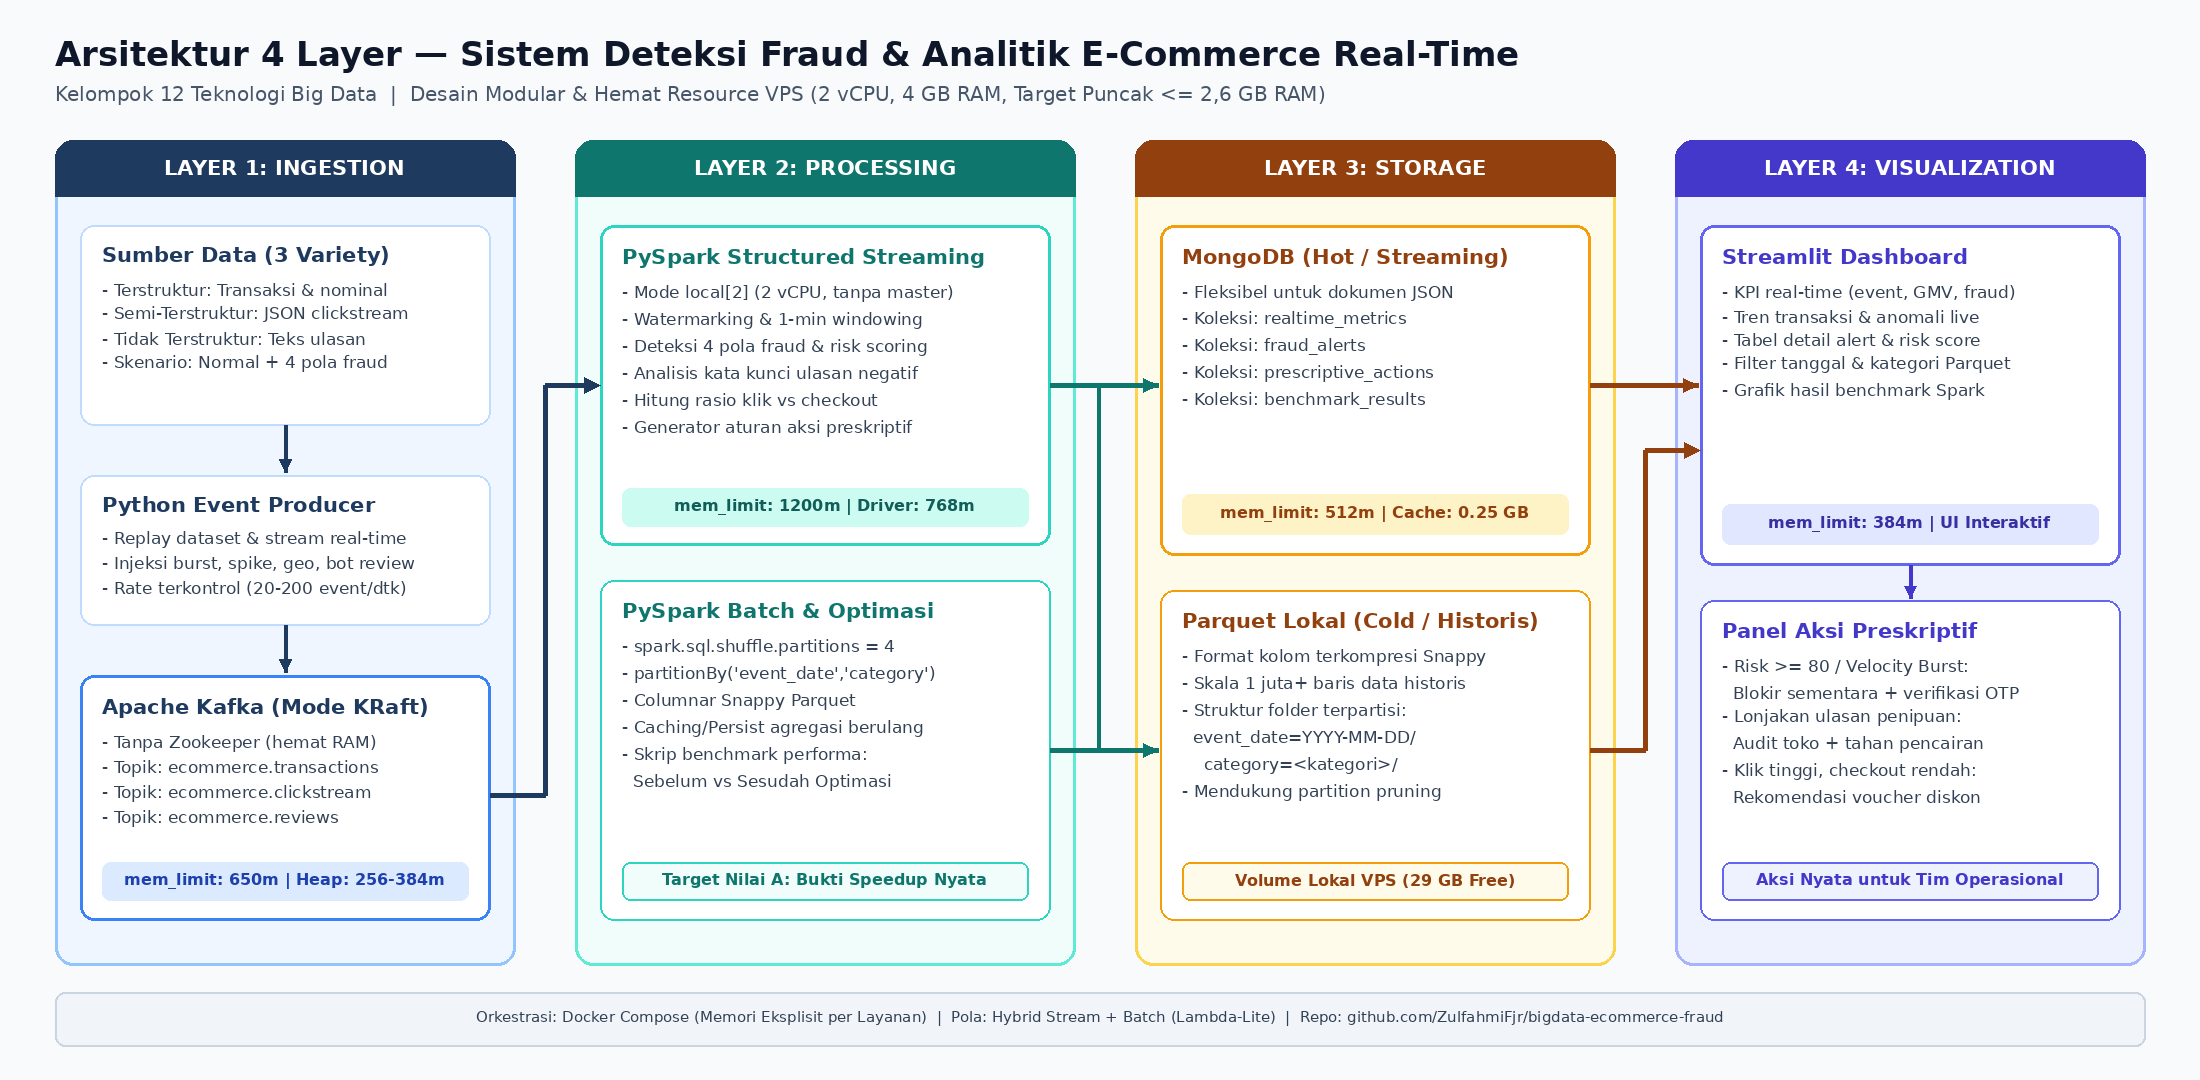 Arsitektur 4 Layer — Sistem Deteksi Fraud & Analitik E-Commerce Real-Time
Kelompok 12 Teknologi Big Data | Desain Modular & Hemat Resource VPS (2 vCPU, 4 GB RAM, Target Puncak <= 2,6 GB RAM)
LAYER 1: INGESTION
Sumber Data (3 Variety)
- Terstruktur: Transaksi & nominal
- Semi-Terstruktur: JSON clickstream
- Tidak Terstruktur: Teks ulasan
- Skenario: Normal + 4 pola fraud
Python Event Producer
- Replay dataset & stream real-time
- Injeksi burst, spike, geo, bot review
- Rate terkontrol (20-200 event/dtk)
Apache Kafka (Mode KRaft)
- Tanpa Zookeeper (hemat RAM)
- Topik: ecommerce.transactions
- Topik: ecommerce.clickstream
- Topik: ecommerce.reviews
mem_limit: 650m | Heap: 256-384m
LAYER 2: PROCESSING
PySpark Structured Streaming
- Mode local[2] (2 vCPU, tanpa master)
- Watermarking & 1-min windowing
- Deteksi 4 pola fraud & risk scoring
- Analisis kata kunci ulasan negatif
- Hitung rasio klik vs checkout
- Generator aturan aksi preskriptif
mem_limit: 1200m | Driver: 768m
PySpark Batch & Optimasi
- spark.sql.shuffle.partitions = 4
- partitionBy('event_date','category')
- Columnar Snappy Parquet
- Caching/Persist agregasi berulang
- Skrip benchmark performa:
Sebelum vs Sesudah Optimasi
Target Nilai A: Bukti Speedup Nyata
LAYER 3: STORAGE
MongoDB (Hot / Streaming)
- Fleksibel untuk dokumen JSON
- Koleksi: realtime_metrics
- Koleksi: fraud_alerts
- Koleksi: prescriptive_actions
- Koleksi: benchmark_results
mem_limit: 512m | Cache: 0.25 GB
Parquet Lokal (Cold / Historis)
- Format kolom terkompresi Snappy
- Skala 1 juta+ baris data historis
- Struktur folder terpartisi:
event_date=YYYY-MM-DD/
category=<kategori>/
- Mendukung partition pruning
Volume Lokal VPS (29 GB Free)
LAYER 4: VISUALIZATION
Streamlit Dashboard
- KPI real-time (event, GMV, fraud)
- Tren transaksi & anomali live
- Tabel detail alert & risk score
- Filter tanggal & kategori Parquet
- Grafik hasil benchmark Spark
mem_limit: 384m | UI Interaktif
Panel Aksi Preskriptif
- Risk >= 80 / Velocity Burst:
Blokir sementara + verifikasi OTP
- Lonjakan ulasan penipuan:
Audit toko + tahan pencairan
- Klik tinggi, checkout rendah:
Rekomendasi voucher diskon
Aksi Nyata untuk Tim Operasional
Orkestrasi: Docker Compose (Memori Eksplisit per Layanan) | Pola: Hybrid Stream + Batch (Lambda-Lite) | Repo: github.com/ZulfahmiFjr/bigdata-ecommerce-fraud